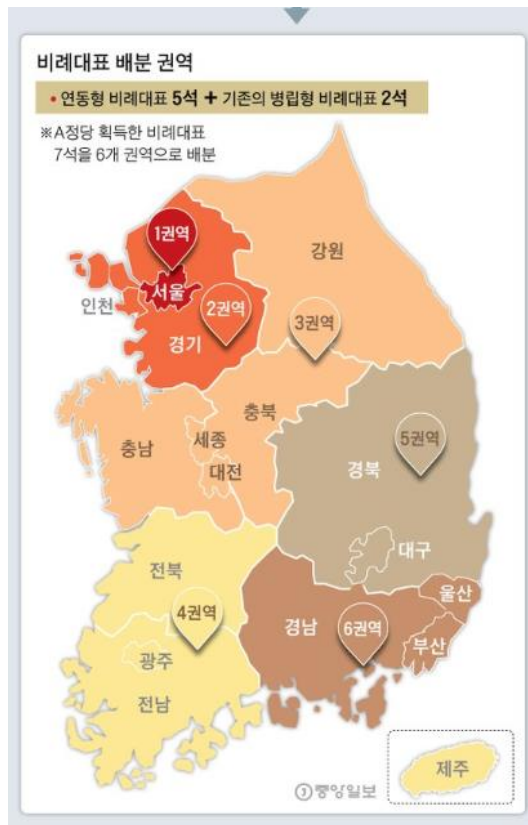 비례대표 배분 권역
• 연동형 비례대표 5석 + 기존의 병립형 비례대표 2석
※A정당 획득한 비례대표
7석을 6개 권역으로 배분
1권역
강원
서울
인천
2권역
3권역
경기
충북
세종
5권역
충남
대전
경북
대구
전북
울산
4권역
경남
6권역
부산
광주
전남
제주
중앙일보